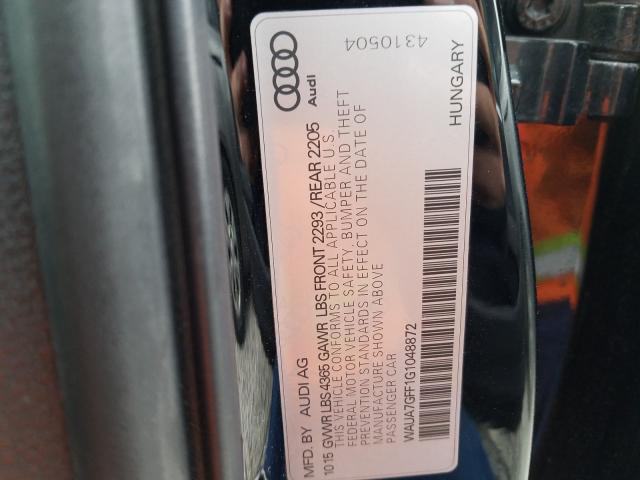 MFD. BY AUDI AG
1015 GVWR LBS 4365 GAWR LBS FRONT 2293 /REAR 2205
THIS VEHICLE CONFORMS TO ALL APPLICABLE U.S.
FEDERAL MOTOR VEHICLE SAFETY, BUMPER AND THEFT
PREVENTION STANDARDS IN EFFECT ON THE DATE OF
MANUFACTURE SHOWN ABOVE
PASSENGER CAR
WAUA7GFF1G1048872
HUNGARY
Audi
4310504